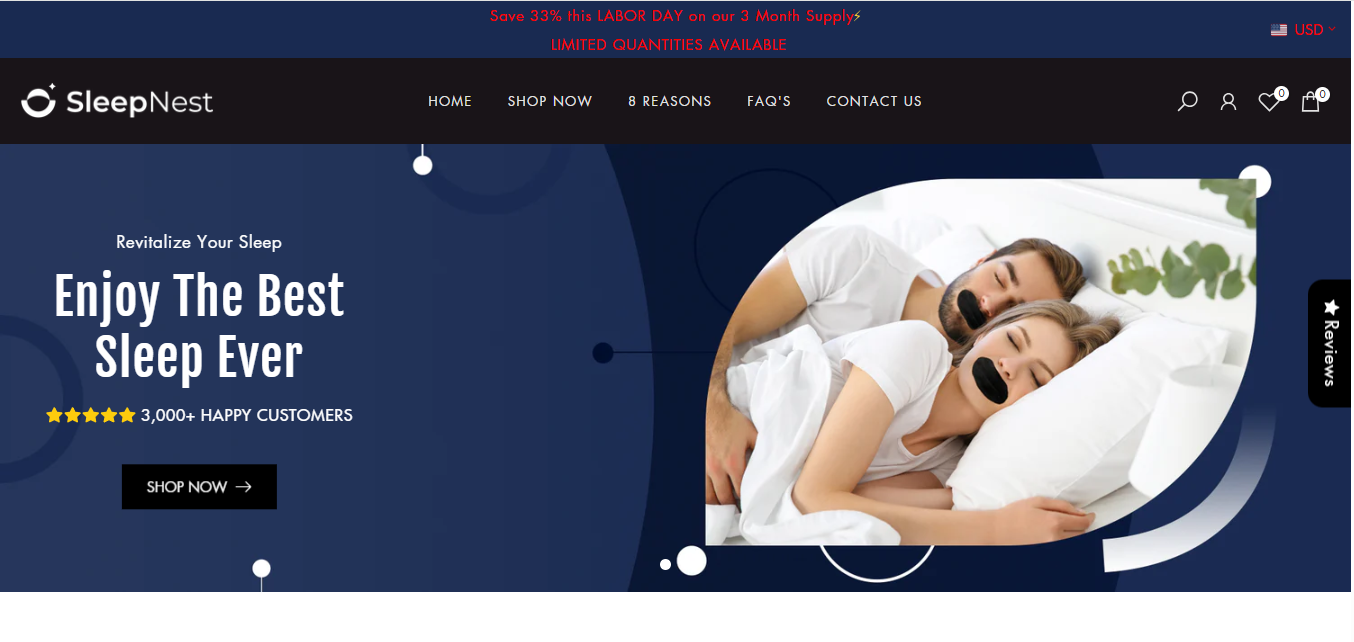 Save 33% this LABOR DAY on our 3 Month Supply⚡
LIMITED QUANTITIES AVAILABLE
USD
SleepNest
HOME
SHOP NOW
8 REASONS
FAQ'S
CONTACT US
0
0
Revitalize Your Sleep
Enjoy The Best
Sleep Ever
3,000+ HAPPY CUSTOMERS
SHOP NOW →
★ Reviews